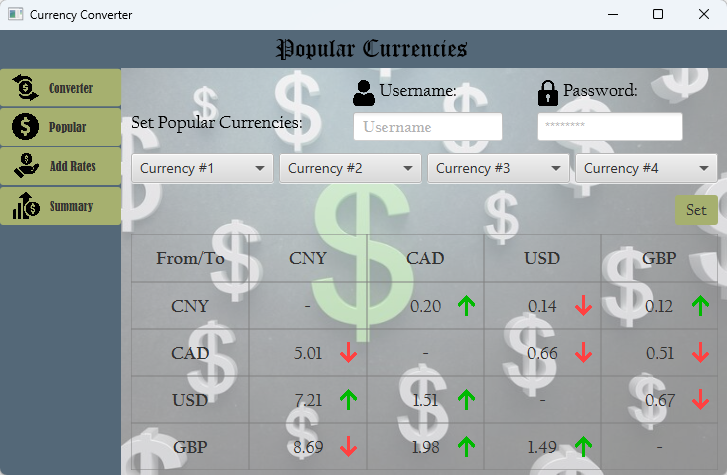 Currency Converter
Popular Currencies
Converter
Popular
Add Rates
Summary
Username: Password:
Set Popular Currencies:
Username ********
Currency #1 Currency #2 Currency #3 Currency #4
Set
From/To CNY CAD USD GBP
CNY - 0.20 0.14 0.12
CAD 5.01 - 0.66 0.51
USD 7.21 1.51 - 0.67
GBP 8.69 1.98 1.49 -